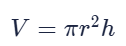 V = πr²h